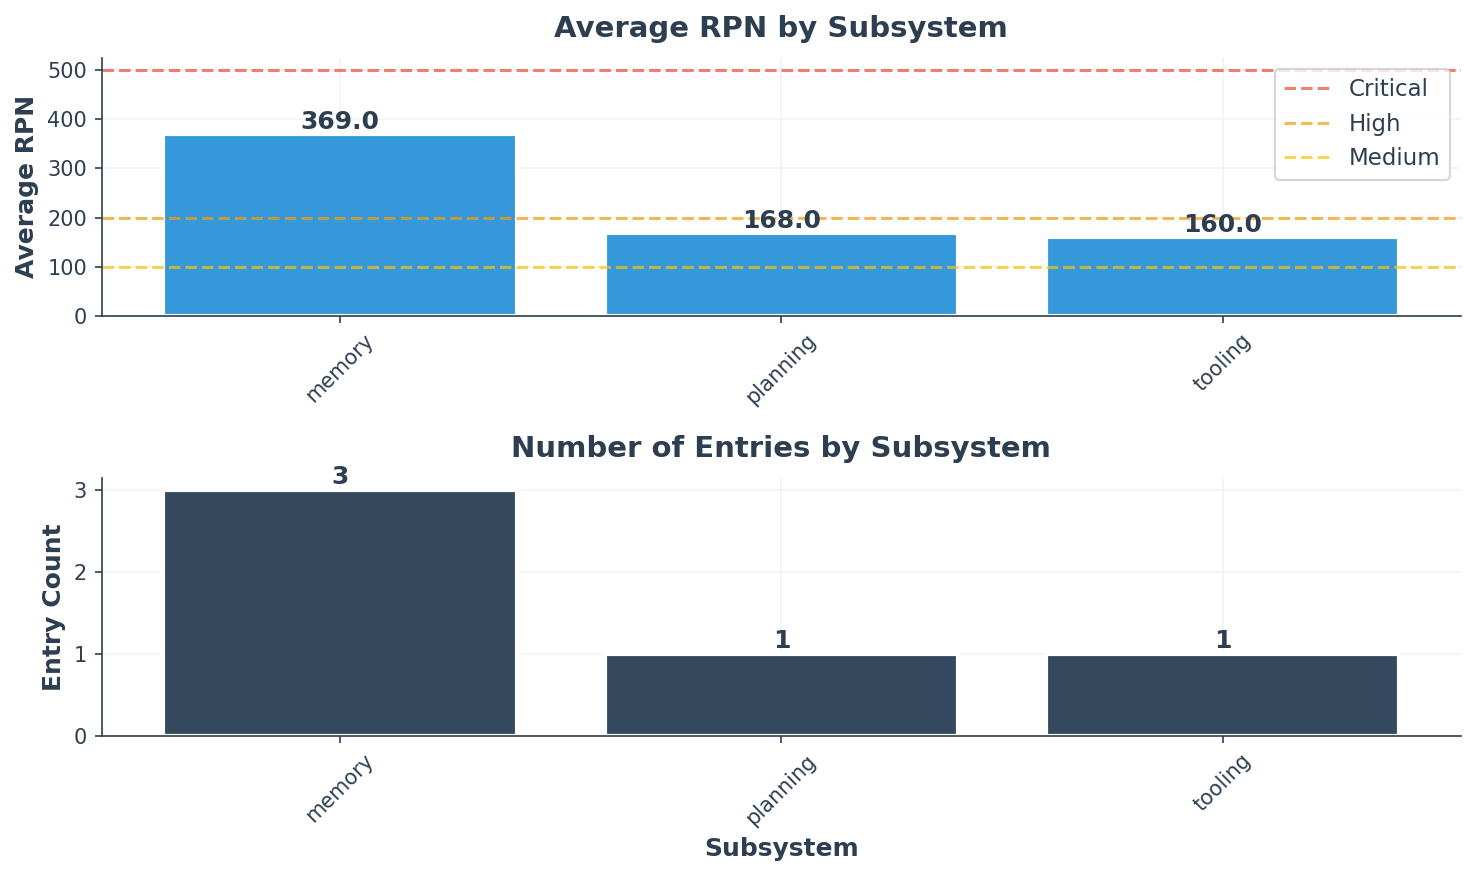 Average RPN by Subsystem
Average RPN
500
400
300
200
100
0
369.0
168.0
160.0
Critical
High
Medium
memory
planning
tooling
Number of Entries by Subsystem
Entry Count
3
2
1
0
3
1
1
memory
planning
tooling
Subsystem